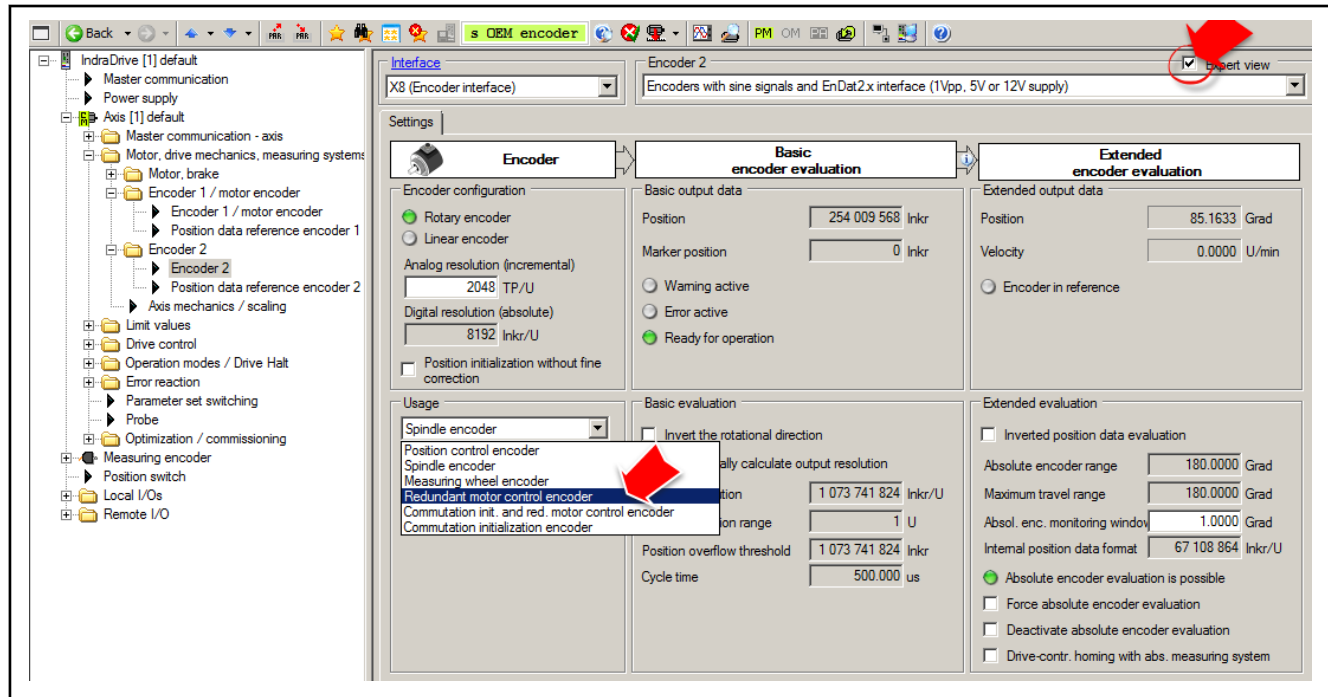 Back
PAR
PAR
s OEM encoder
PM
OM
IndraDrive [1] default
Master communication
Power supply
Axis [1] default
Master communication - axis
Motor, drive mechanics, measuring systems
Motor, brake
Encoder 1 / motor encoder
Encoder 1 / motor encoder
Position data reference encoder 1
Encoder 2
Encoder 2
Position data reference encoder 2
Axis mechanics / scaling
Limit values
Drive control
Operation modes / Drive Halt
Error reaction
Parameter set switching
Probe
Optimization / commissioning
Measuring encoder
Position switch
Local I/Os
Remote I/O
Interface
X8 (Encoder interface)
Encoder 2
Expert view
Encoders with sine signals and EnDat2.x interface (1Vpp, 5V or 12V supply)
Settings
Encoder
Basic
encoder evaluation
Extended
encoder evaluation
Encoder configuration
Rotary encoder
Linear encoder
Analog resolution (incremental)
2048 TP/U
Digital resolution (absolute)
8192 Inkr/U
Position initialization without fine
correction
Basic output data
Position 254 009 568 Inkr
Marker position 0 Inkr
Warning active
Error active
Ready for operation
Extended output data
Position 85.1633 Grad
Velocity 0.0000 U/min
Encoder in reference
Usage
Spindle encoder
Position control encoder
Spindle encoder
Measuring wheel encoder
Redundant motor control encoder
Commutation init. and red. motor control encoder
Commutation initialization encoder
Basic evaluation
Invert the rotational direction
ally calculate output resolution
ution 1 073 741 824 Inkr/U
on range 1 U
Position overflow threshold 1 073 741 824 Inkr
Cycle time 500.000 us
Extended evaluation
Inverted position data evaluation
Absolute encoder range 180.0000 Grad
Maximum travel range 180.0000 Grad
Absol. enc. monitoring window 1.0000 Grad
Internal position data format 67 108 864 Inkr/U
Absolute encoder evaluation is possible
Force absolute encoder evaluation
Deactivate absolute encoder evaluation
Drive-contr. homing with abs. measuring system